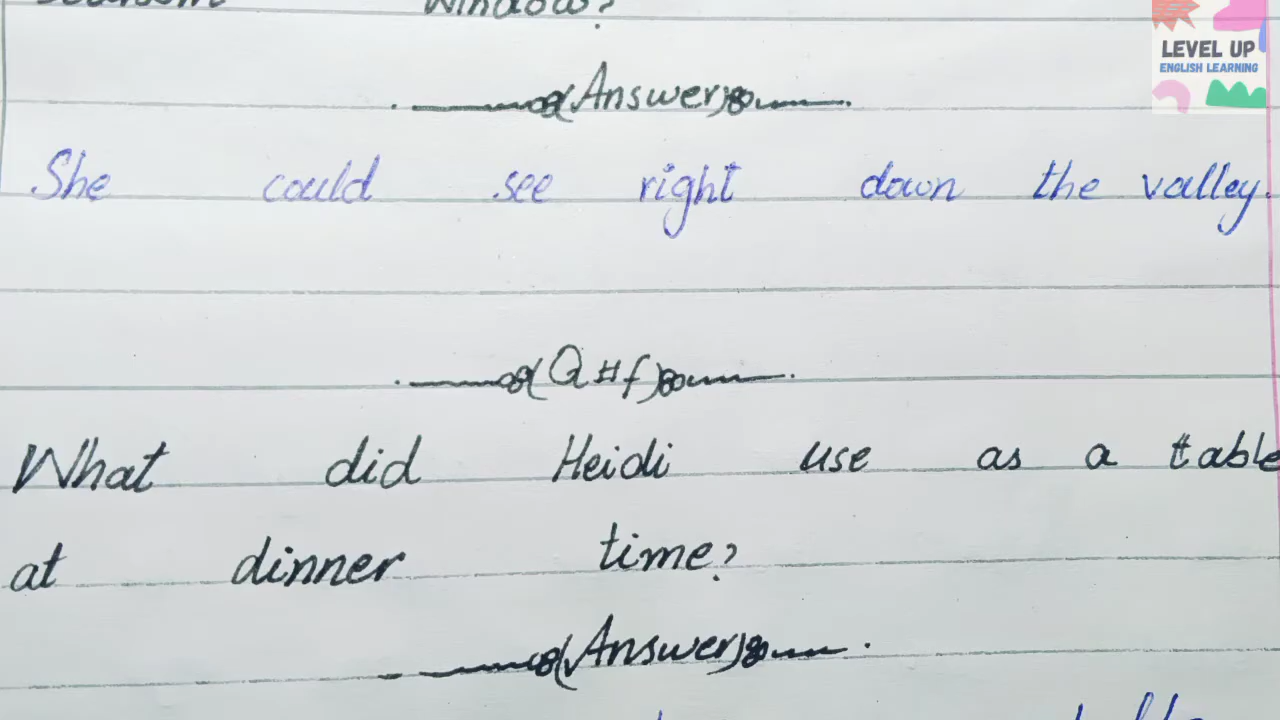 window?
LEVEL UP
ENGLISH LEARNING
(Answer)
She could see right down the valley.
(Q#f)
What did Heidi use as a table
at dinner time?
(Answer)